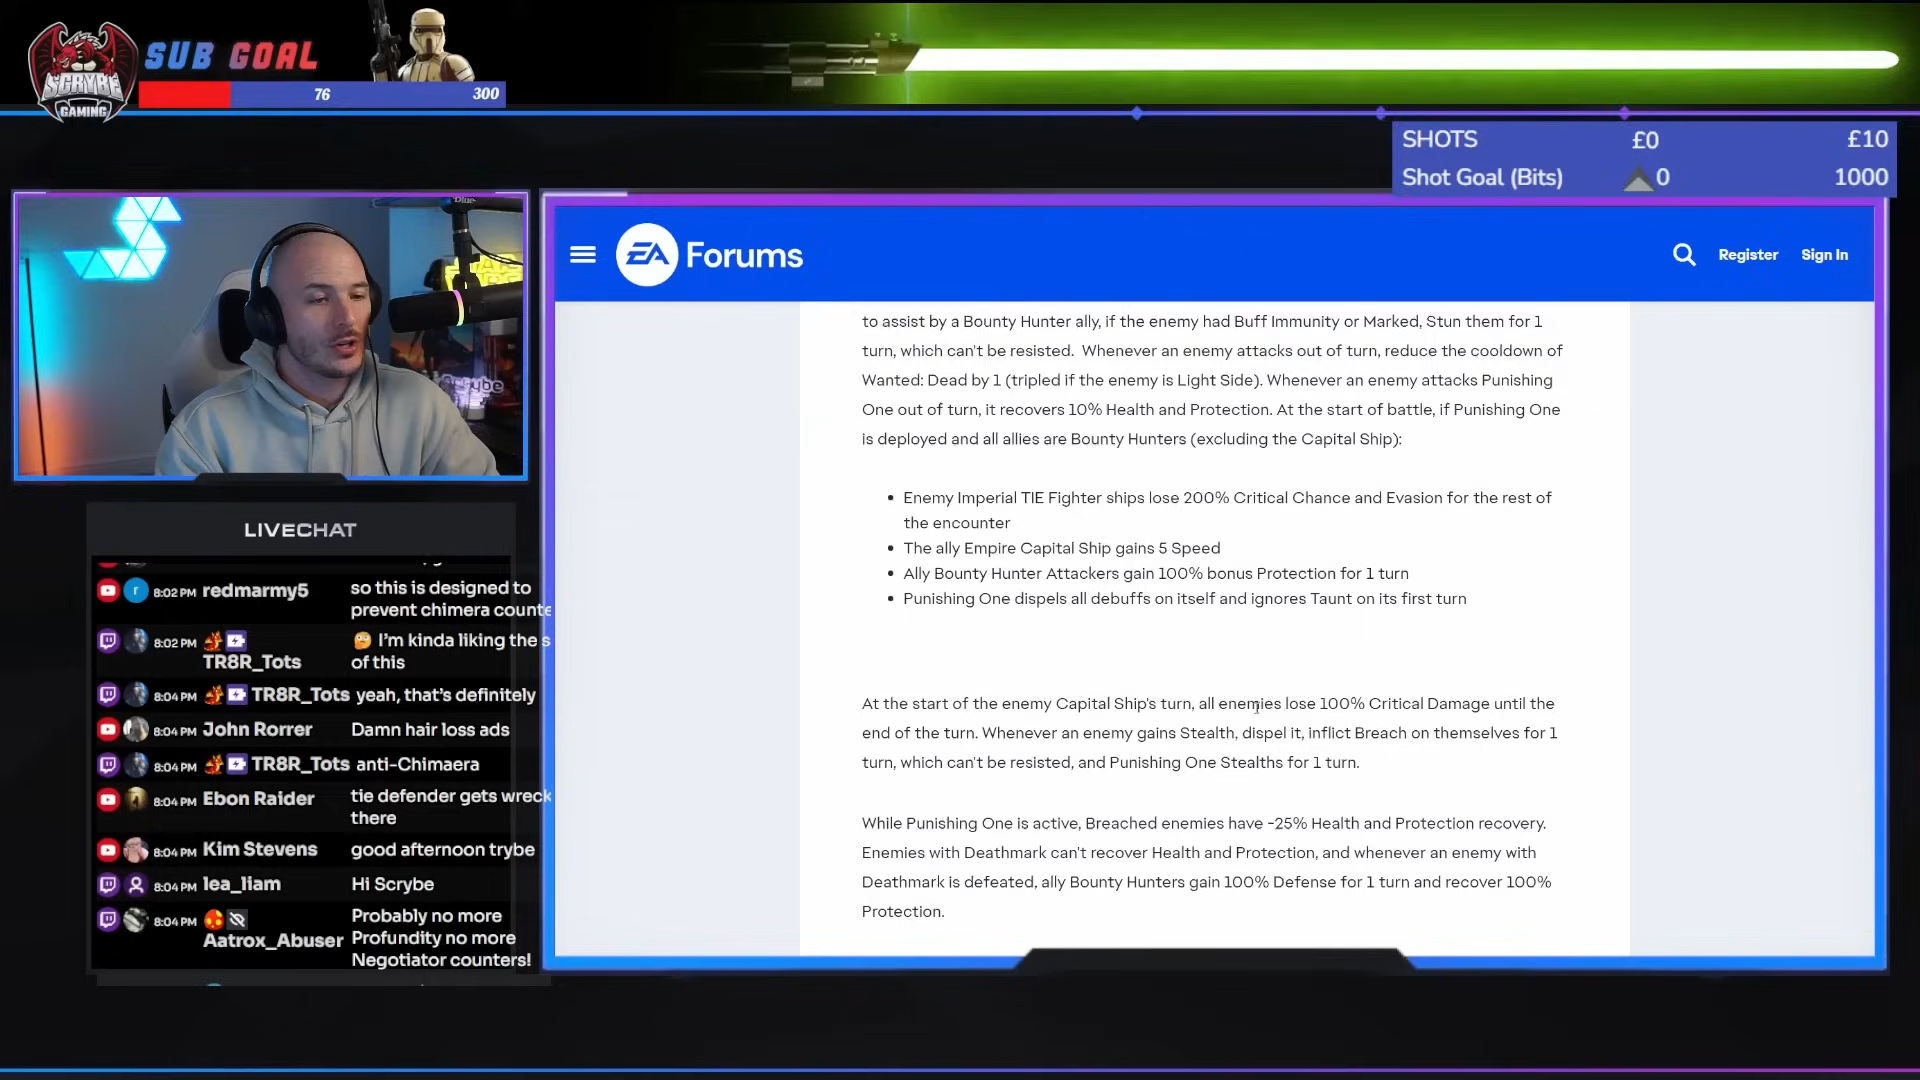 SUB GOAL
76
300
SCRYBE
GAMING
SHOTS £0 £10
Shot Goal (Bits) 0 1000
EA Forums
Register
Sign In
to assist by a Bounty Hunter ally, if the enemy had Buff Immunity or Marked, Stun them for 1
turn, which can't be resisted. Whenever an enemy attacks out of turn, reduce the cooldown of
Wanted: Dead by 1 (tripled if the enemy is Light Side). Whenever an enemy attacks Punishing
One out of turn, it recovers 10% Health and Protection. At the start of battle, if Punishing One
is deployed and all allies are Bounty Hunters (excluding the Capital Ship):
• Enemy Imperial TIE Fighter ships lose 200% Critical Chance and Evasion for the rest of
the encounter
• The ally Empire Capital Ship gains 5 Speed
• Ally Bounty Hunter Attackers gain 100% bonus Protection for 1 turn
• Punishing One dispels all debuffs on itself and ignores Taunt on its first turn
At the start of the enemy Capital Ship's turn, all enemies lose 100% Critical Damage until the
end of the turn. Whenever an enemy gains Stealth, dispel it, inflict Breach on themselves for 1
turn, which can't be resisted, and Punishing One Stealths for 1 turn.
While Punishing One is active, Breached enemies have -25% Health and Protection recovery.
Enemies with Deathmark can't recover Health and Protection, and whenever an enemy with
Deathmark is defeated, ally Bounty Hunters gain 100% Defense for 1 turn and recover 100%
Protection.
LIVECHAT
r 8:02 PM redmarmy5 so this is designed to
prevent chimera counte
8:02 PM TR8R_Tots I'm kinda liking the s
of this
8:04 PM TR8R_Tots yeah, that's definitely
8:04 PM John Rorrer Damn hair loss ads
8:04 PM TR8R_Tots anti-Chimaera
8:04 PM Ebon Raider tie defender gets wreck
there
8:04 PM Kim Stevens good afternoon trybe
8:04 PM lea_liam Hi Scrybe
8:04 PM Aatrox_Abuser Probably no more
Profundity no more
Negotiator counters!